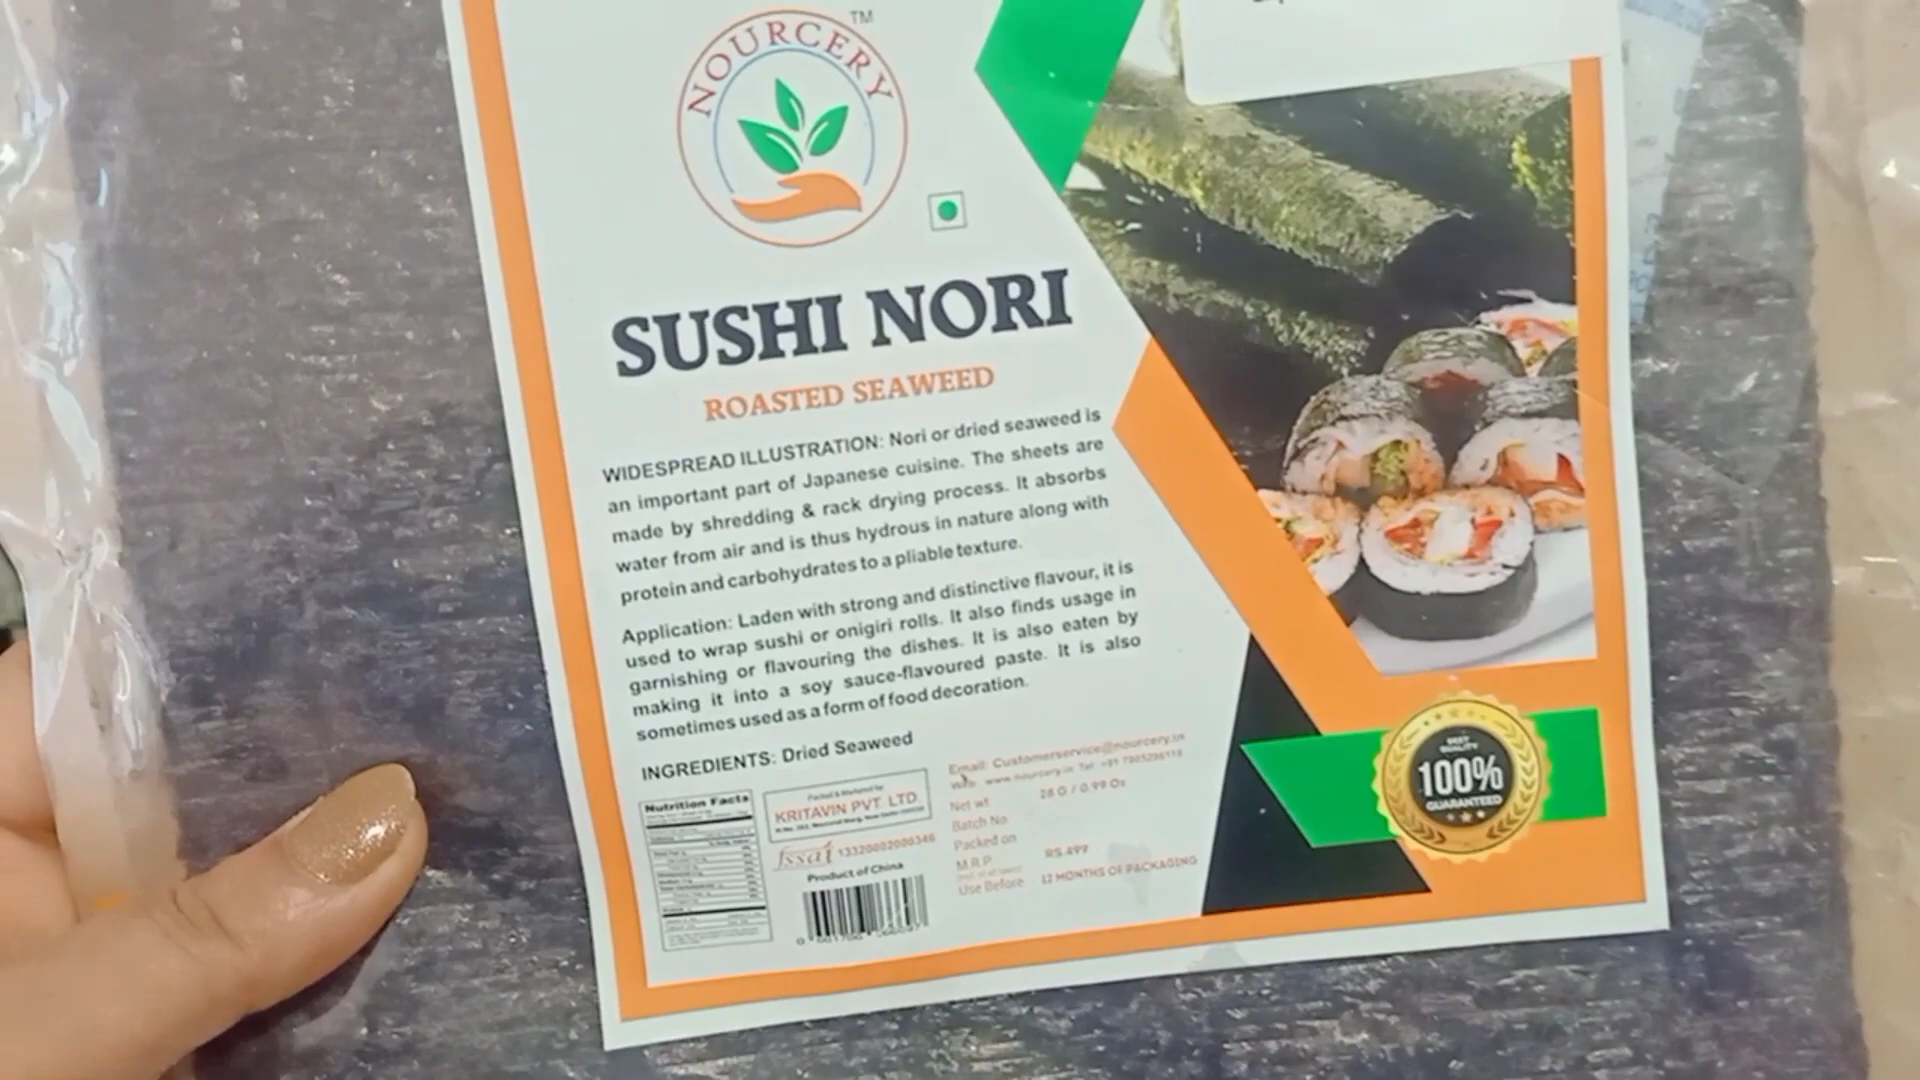 NOURCERY
TM
SUSHI NORI
ROASTED SEAWEED
WIDESPREAD ILLUSTRATION: Nori or dried seaweed is
an important part of Japanese cuisine. The sheets are
made by shredding & rack drying process. It absorbs
water from air and is thus hydrous in nature along with
protein and carbohydrates to a pliable texture.
Application: Laden with strong and distinctive flavour, it is
used to wrap sushi or onigiri rolls. It also finds usage in
garnishing or flavouring the dishes. It is also eaten by
making it into a soy sauce-flavoured paste. It is also
sometimes used as a form of food decoration.
INGREDIENTS: Dried Seaweed
Nutrition Facts
Packed & Marketed by
KRITAVIN PVT. LTD.
fssai 13320002000346
Product of China
Email: Customerservice@nourcery.in
Web: www.nourcery.in Tel:
Net wt. 28 G / 0.99 Oz
Batch No.
Packed on
M.R.P. RS.499
Use Before 12 MONTHS OF PACKAGING
BEST
QUALITY
100%
GUARANTEED